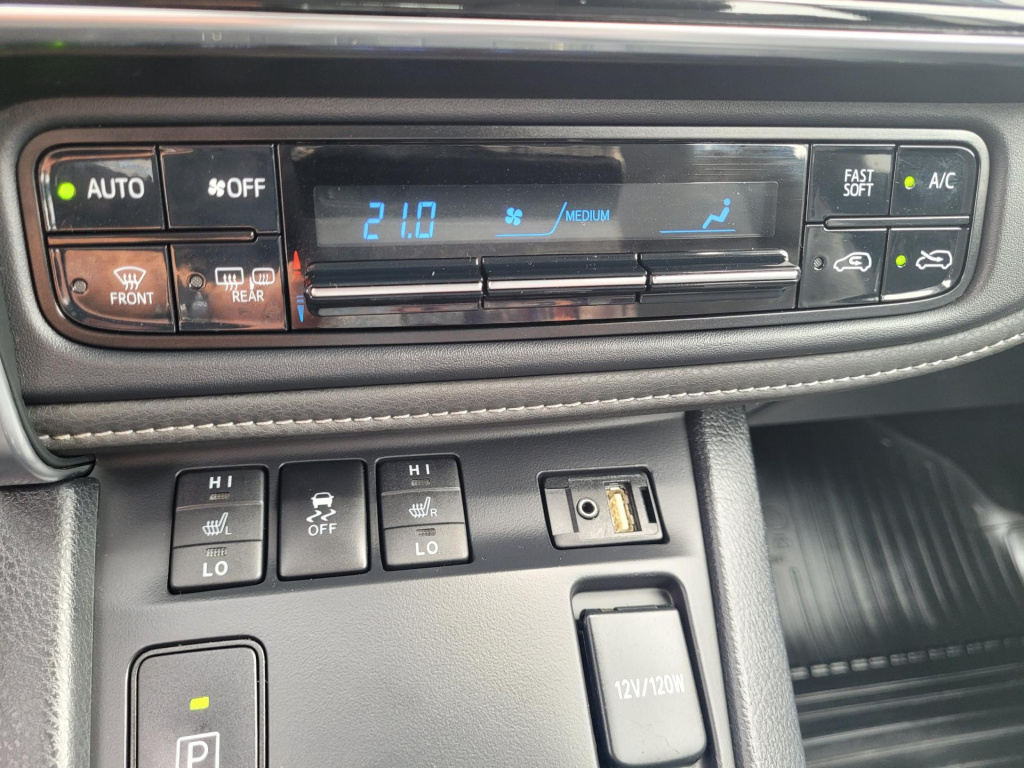 AUTO
OFF
21.0
MEDIUM
FAST
SOFT
A/C
FRONT
REAR
HI
L
LO
OFF
HI
R
LO
12V/120W
P